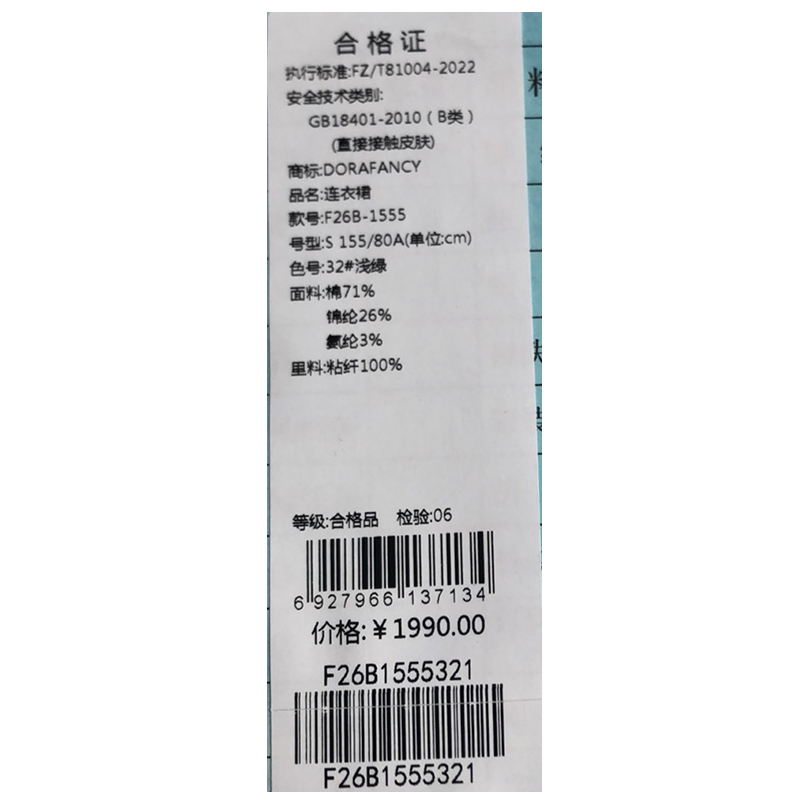 合格证
执行标准:FZ/T81004-2022
安全技术类别:
GB18401-2010（B类）
(直接接触皮肤)
商标:DORAFANCY
品名:连衣裙
款号:F26B-1555
号型:S 155/80A(单位:cm)
色号:32#浅绿
面料:棉71%
锦纶26%
氨纶3%
里料:粘纤100%
等级:合格品 检验:06
6 927966 137134
价格:¥1990.00
F26B1555321
F26B1555321